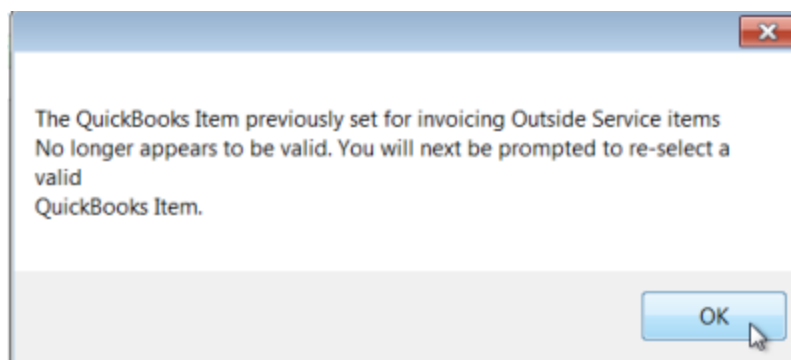 The QuickBooks Item previously set for invoicing Outside Service items
No longer appears to be valid. You will next be prompted to re-select a
valid
QuickBooks Item.
OK